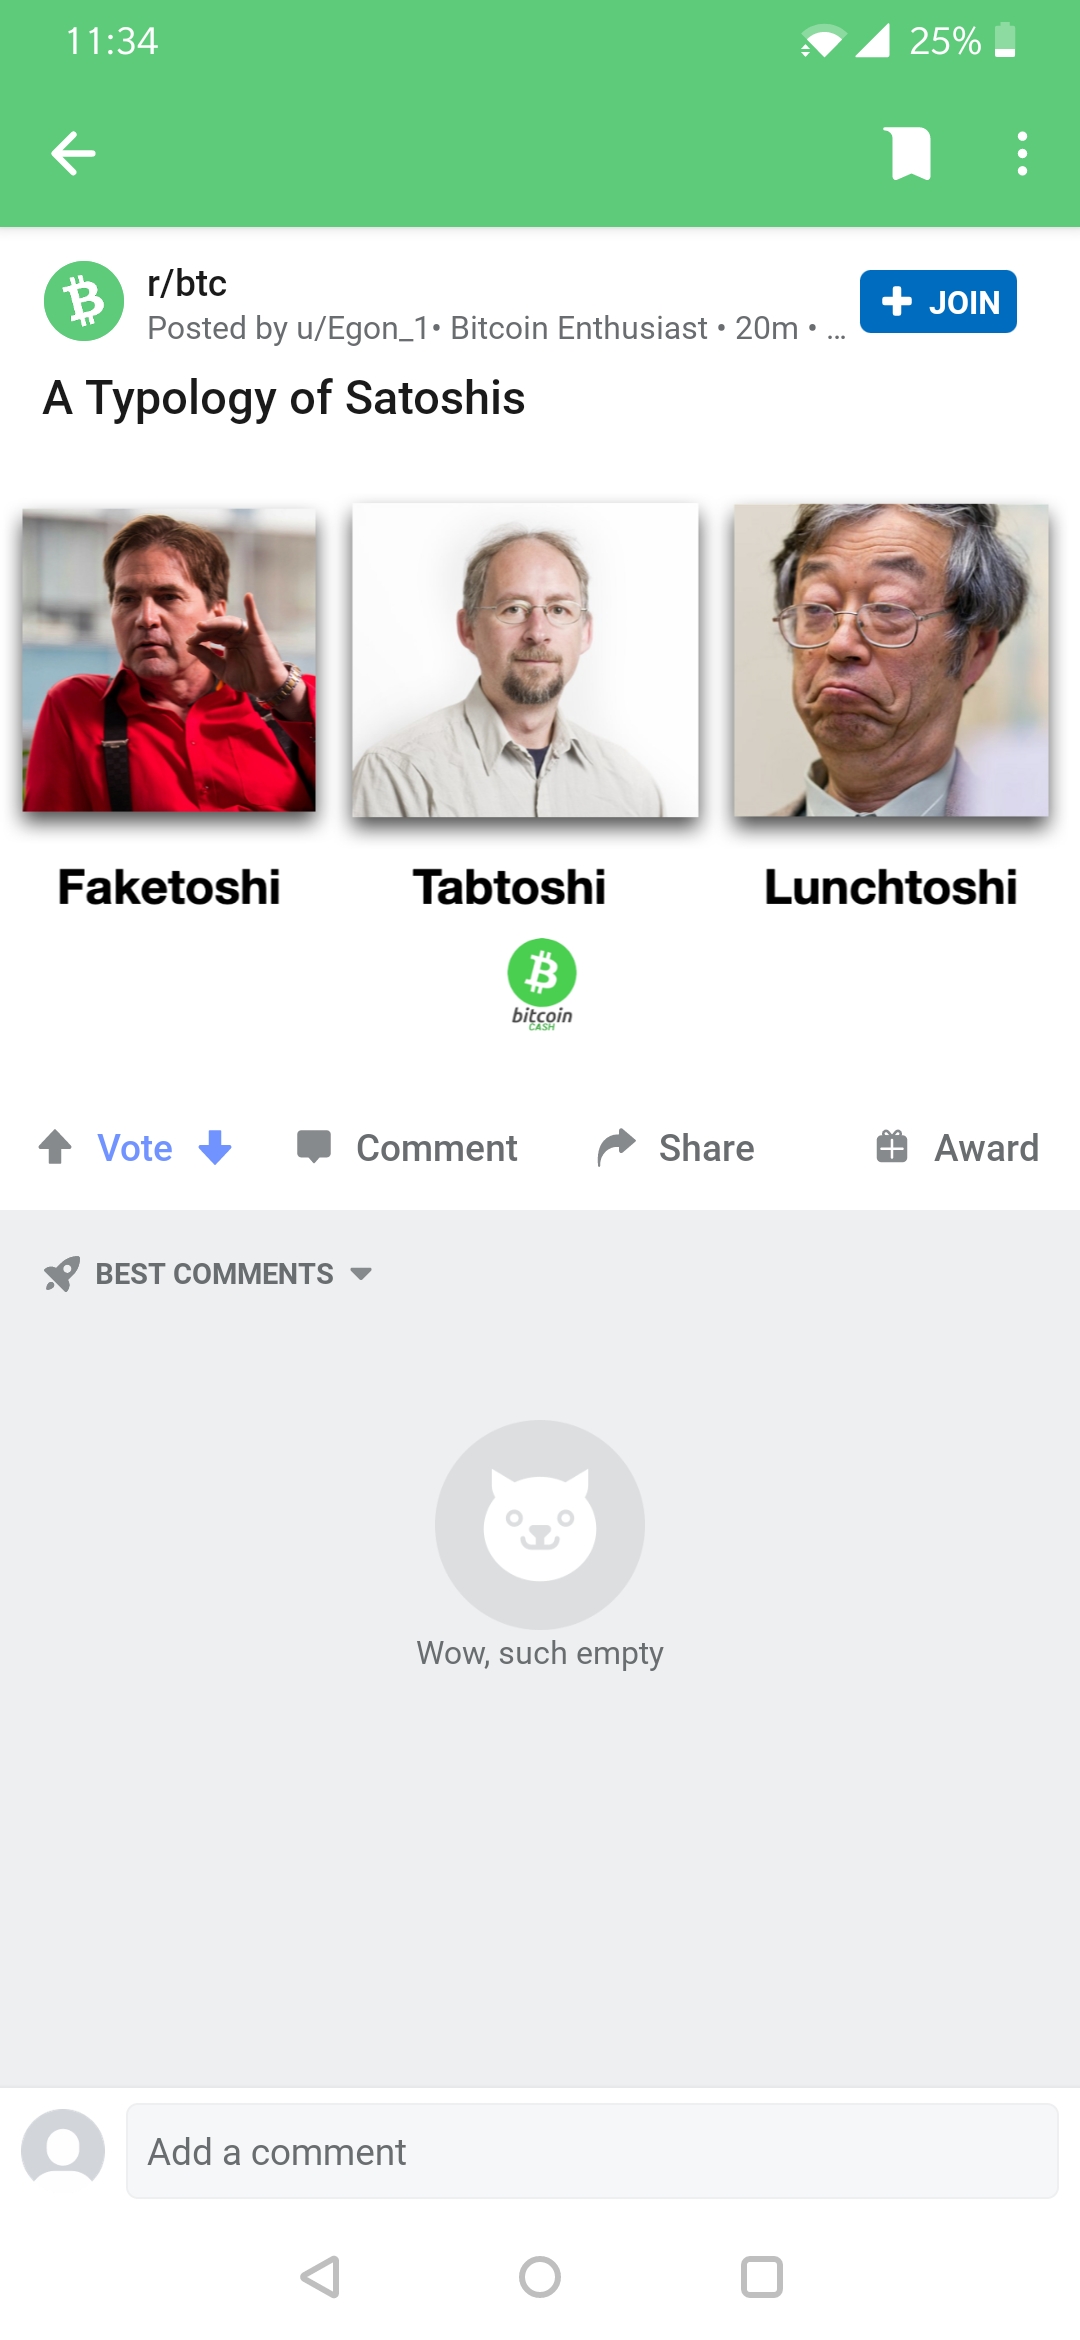 11:34
25%
r/btc
Posted by u/Egon_1• Bitcoin Enthusiast • 20m • ...
JOIN
A Typology of Satoshis
Faketoshi
Tabtoshi
Lunchtoshi
bitcoin
CASH
Vote
Comment
Share
Award
BEST COMMENTS
Wow, such empty
Add a comment